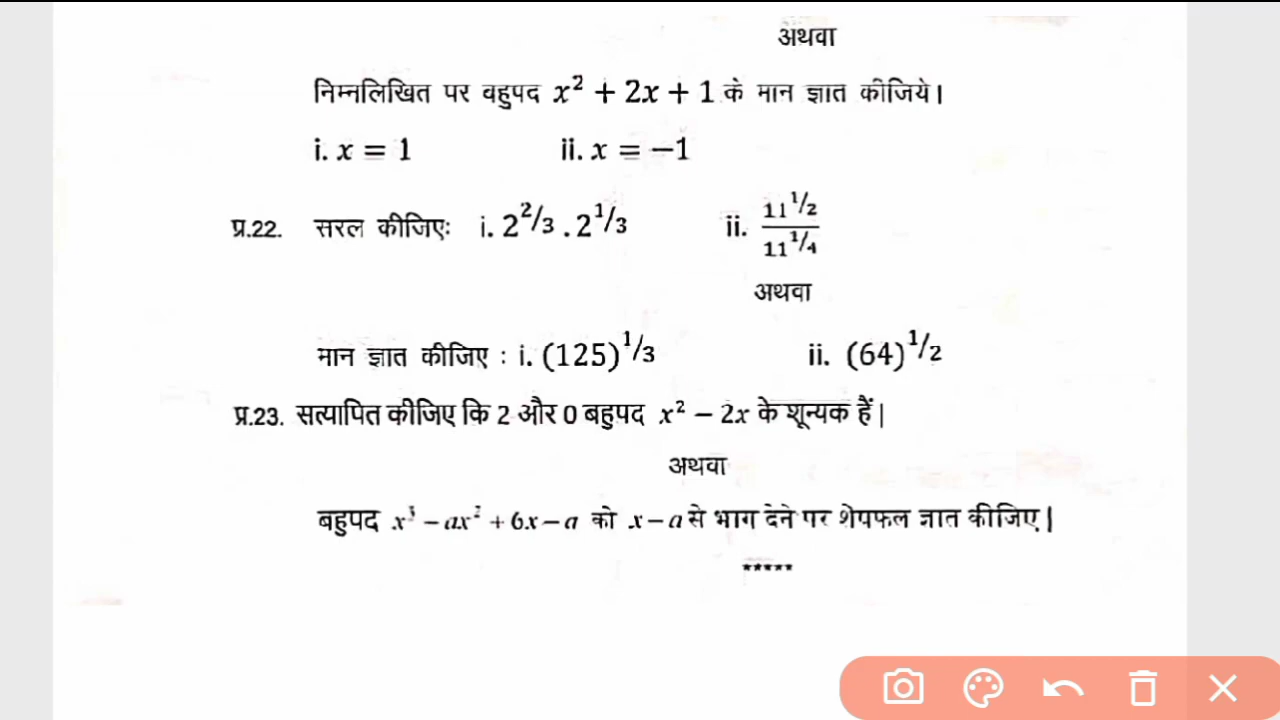 अथवा
निम्नलिखित पर बहुपद x² + 2x + 1 के मान ज्ञात कीजिये।
i. x = 1 ii. x = −1
प्र.22. सरल कीजिएः i. 2^2/3 . 2^1/3 ii. 11^1/2 / 11^1/4
अथवा
मान ज्ञात कीजिए : i. (125)^1/3 ii. (64)^1/2
प्र.23. सत्यापित कीजिए कि 2 और 0 बहुपद x² − 2x के शून्यक हैं|
अथवा
बहुपद x³ − ax² + 6x − a को x − a से भाग देने पर शेषफल ज्ञात कीजिए|
*****